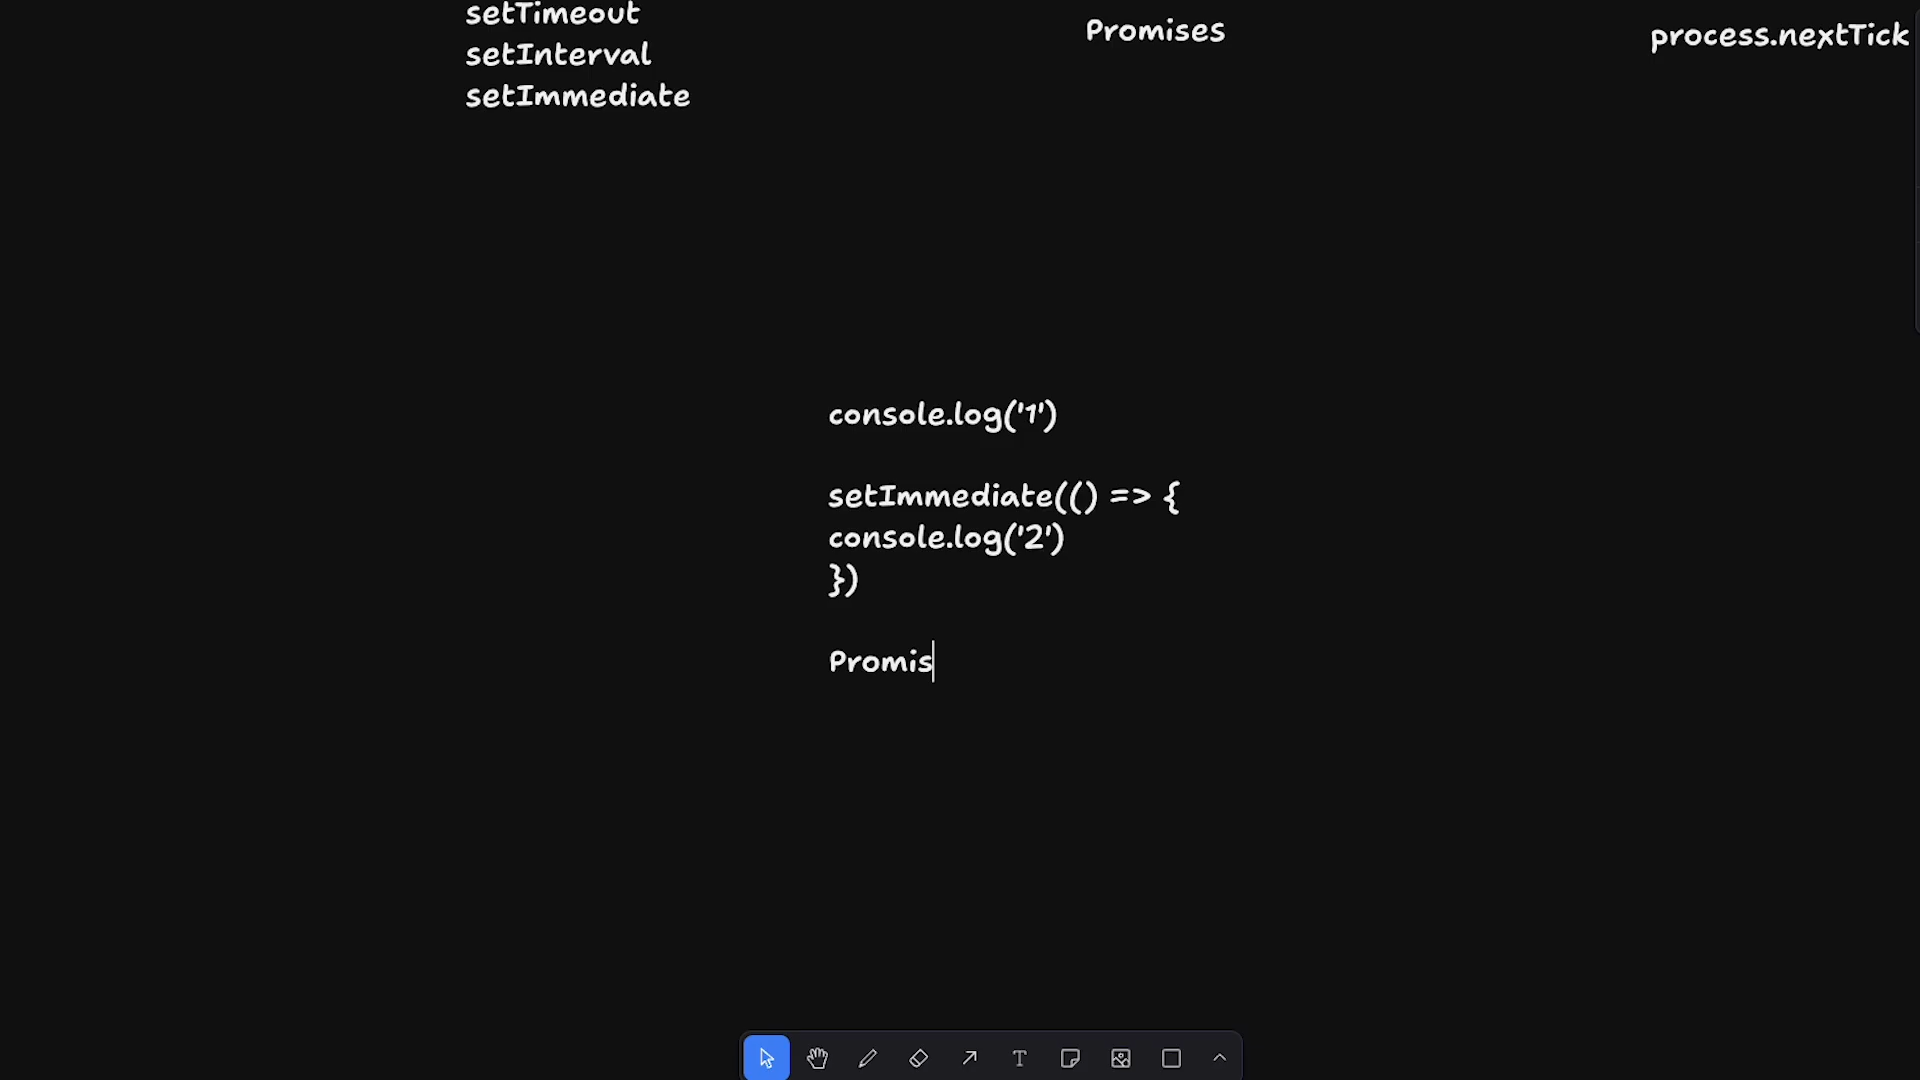 setTimeout
setInterval
setImmediate
Promises
process.nextTick
console.log('1')
setImmediate(() => {
console.log('2')
})
Promis
T